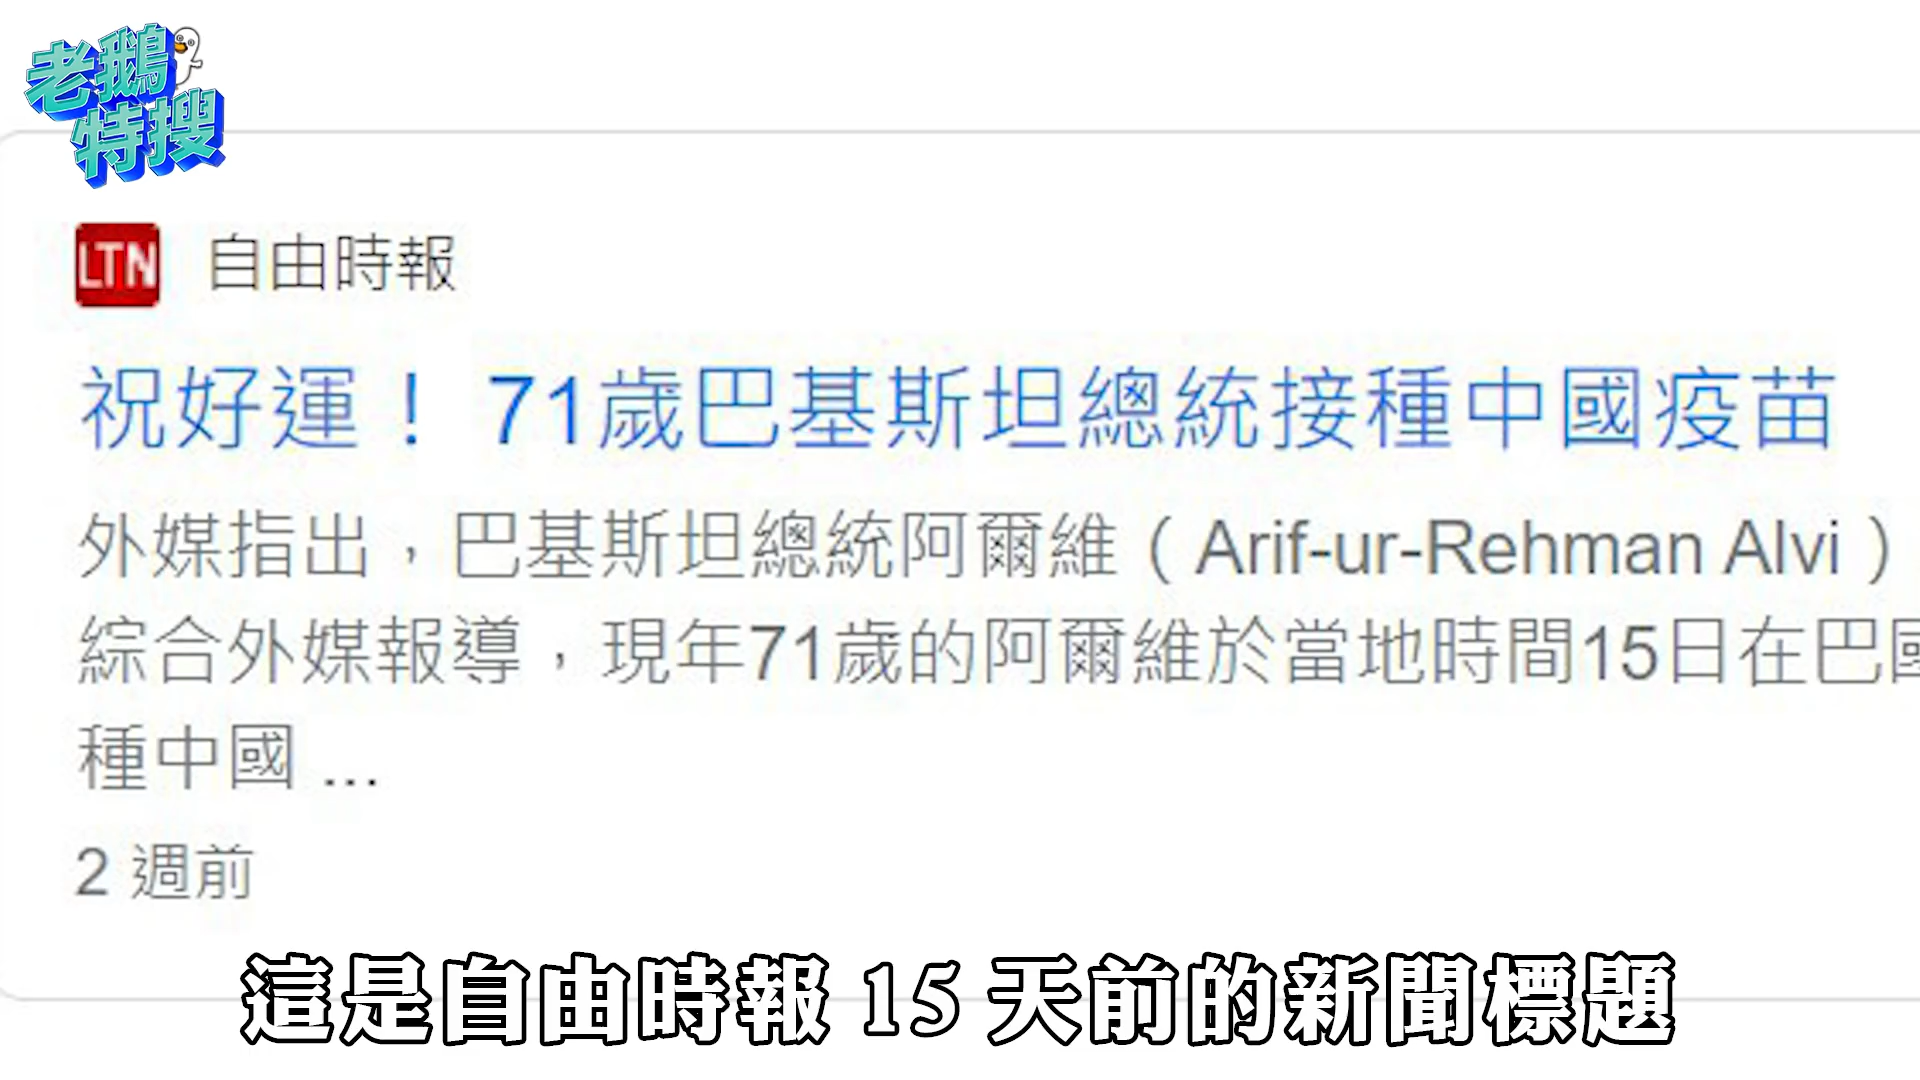 老鵝
特搜
LTN 自由時報
祝好運！ 71歲巴基斯坦總統接種中國疫苗
外媒指出，巴基斯坦總統阿爾維（Arif-ur-Rehman Alvi）
綜合外媒報導，現年71歲的阿爾維於當地時間15日在巴國
種中國 ...
2 週前
這是自由時報 15 天前的新聞標題